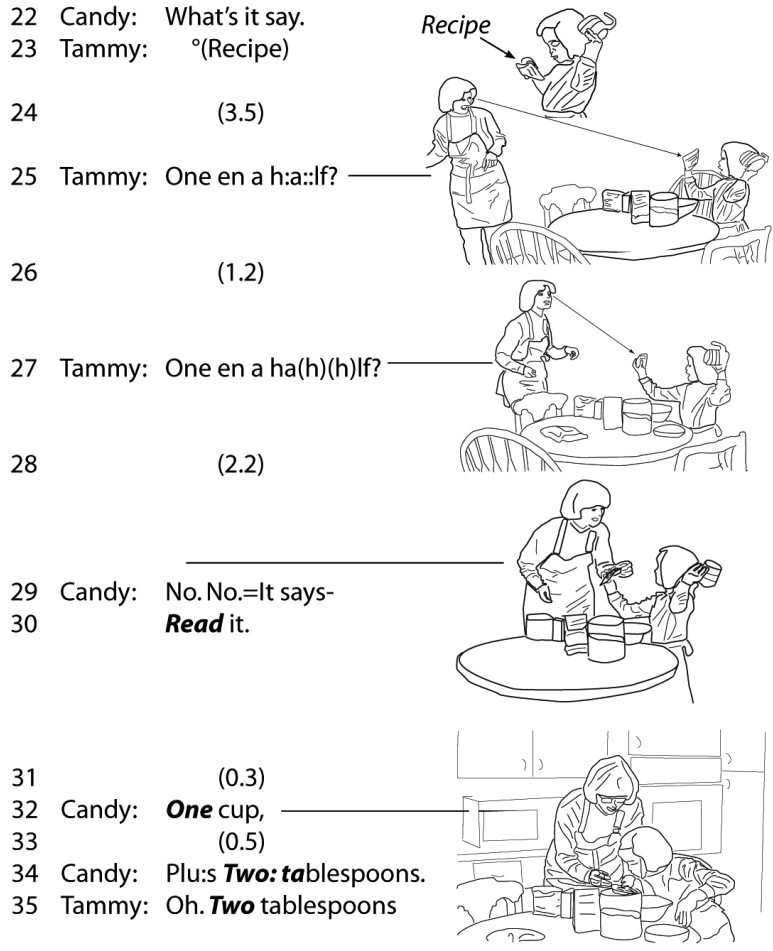 22 Candy: What's it say.
Recipe
23 Tammy: °(Recipe)
24 (3.5)
25 Tammy: One en a h:a::lf?
26 (1.2)
27 Tammy: One en a ha(h)(h)lf?
28 (2.2)
29 Candy: No. No.=It says-
30 Read it.
31 (0.3)
32 Candy: One cup,
33 (0.5)
34 Candy: Plu:s Two: tablespoons.
35 Tammy: Oh. Two tablespoons